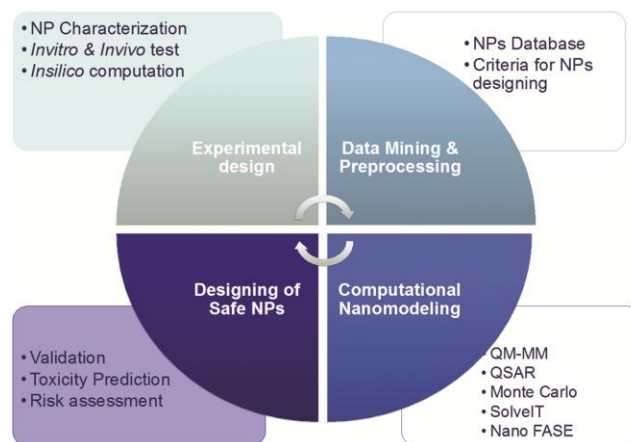 • NP Characterization
• Invitro & Invivo test
• Insilico computation
• NPs Database
• Criteria for NPs
designing
Experimental
design
Data Mining &
Preprocessing
Designing of
Safe NPs
Computational
Nanomodeling
• Validation
• Toxicity Prediction
• Risk assessment
• QM-MM
• QSAR
• Monte Carlo
• SolveIT
• Nano FASE